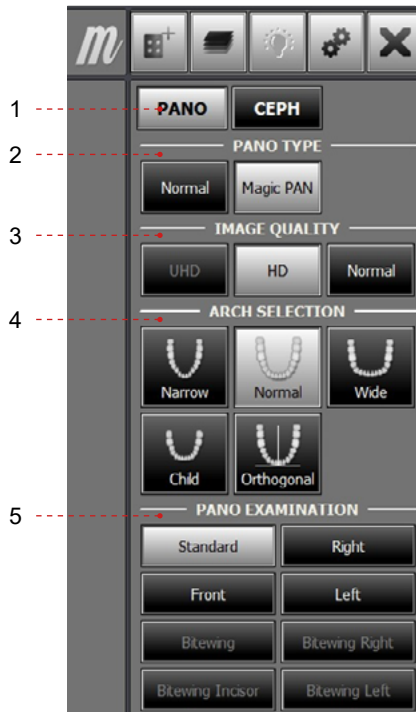 m
1 PANO CEPH
2 PANO TYPE
Normal Magic PAN
3 IMAGE QUALITY
UHD HD Normal
4 ARCH SELECTION
Narrow Normal Wide
Child Orthogonal
5 PANO EXAMINATION
Standard Right
Front Left
Bitewing Bitewing Right
Bitewing Incisor Bitewing Left